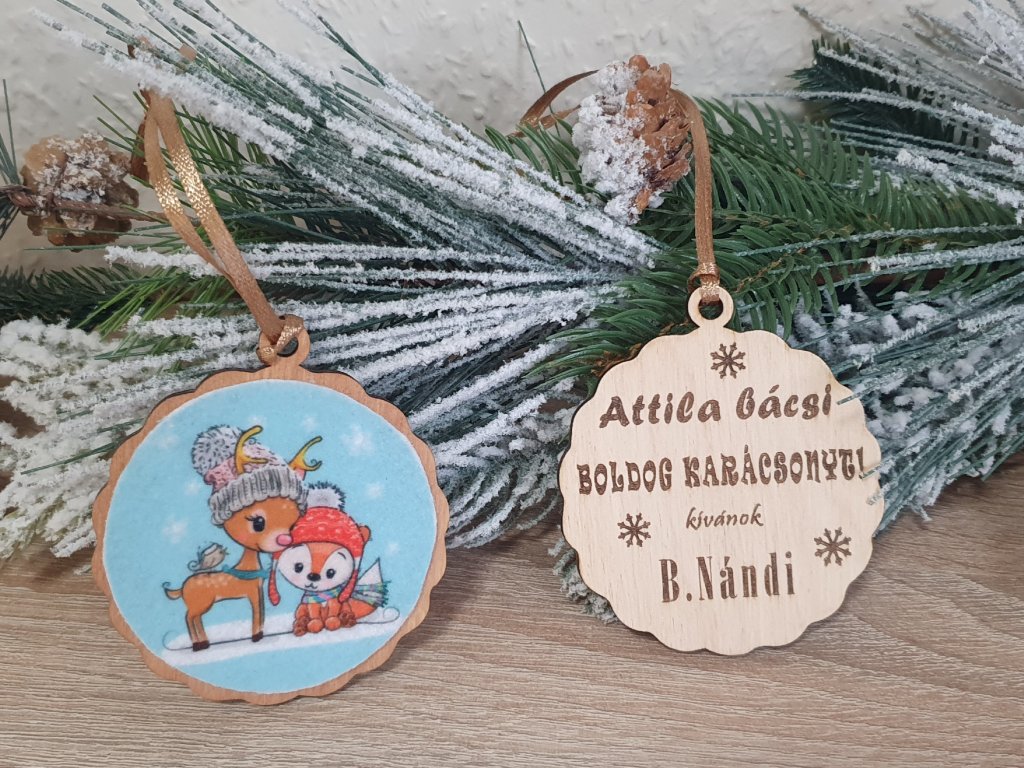 Attila bácsi
BOLDOG KARÁCSONYT!
kívánok
B.Nándi